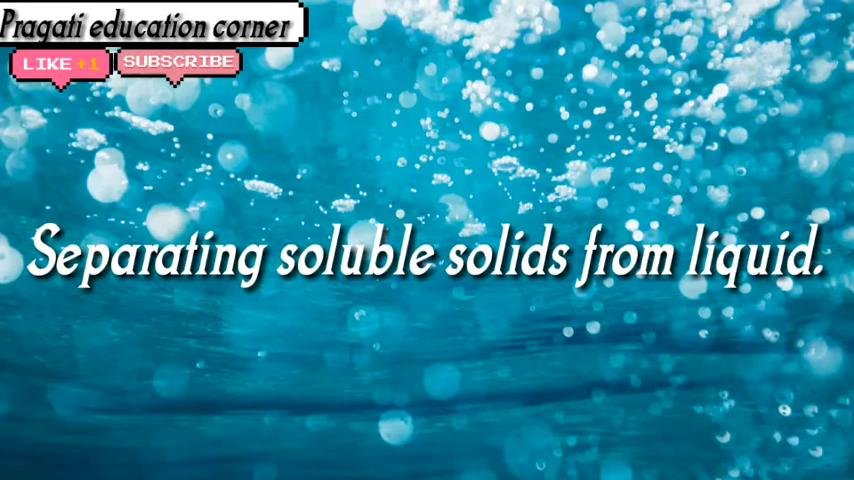 Pragati education corner
LIKE +1 SUBSCRIBE
Separating soluble solids from liquid.